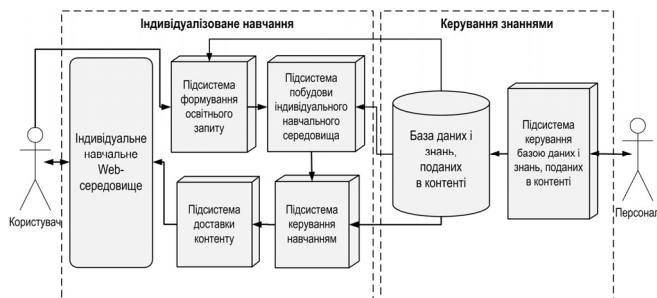 Індивідуалізоване навчання
Керування знаннями
Підсистема
формування
освітнього
запиту
Підсистема
побудови
індивідуального
навчального
середовища
Індивідуальне
навчальне
Web-
середовище
База даних і
знань,
поданих
в контенті
Підсистема
керування
базою даних і
знань, поданих
в контенті
Користувач
Персонал
Підсистема
доставки
контенту
Підсистема
керування
навчанням